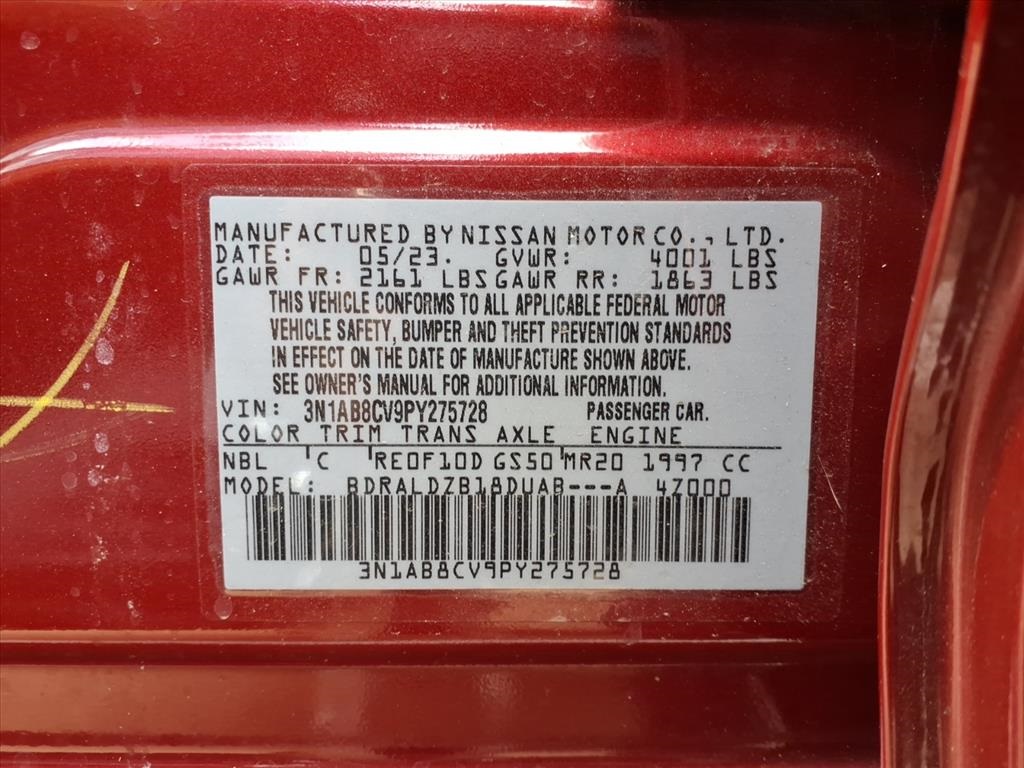 MANUFACTURED BY NISSAN MOTOR CO., LTD.
DATE: 05/23. GVWR: 4001 LBS
GAWR FR: 2161 LBS GAWR RR: 1863 LBS
THIS VEHICLE CONFORMS TO ALL APPLICABLE FEDERAL MOTOR
VEHICLE SAFETY, BUMPER AND THEFT PREVENTION STANDARDS
IN EFFECT ON THE DATE OF MANUFACTURE SHOWN ABOVE.
SEE OWNER'S MANUAL FOR ADDITIONAL INFORMATION.
VIN: 3N1AB8CV9PY275728 PASSENGER CAR.
COLOR TRIM TRANS AXLE ENGINE
NBL 'C 'RE0F10D GS50'MR20 1997 CC
MODEL: BDRALDZB18DUAB---A 4Z000
3N1AB8CV9PY275728